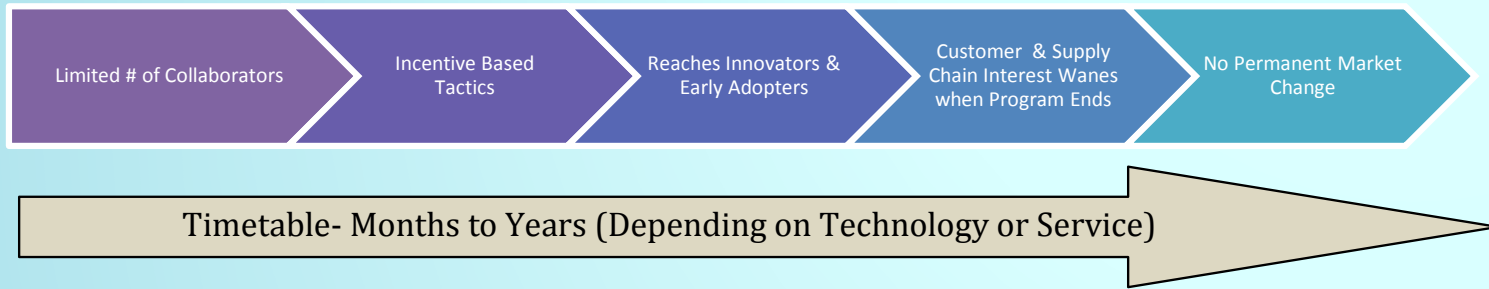 Limited # of Collaborators
Incentive Based
Tactics
Reaches Innovators &
Early Adopters
Customer & Supply
Chain Interest Wanes
when Program Ends
No Permanent Market
Change
Timetable- Months to Years (Depending on Technology or Service)